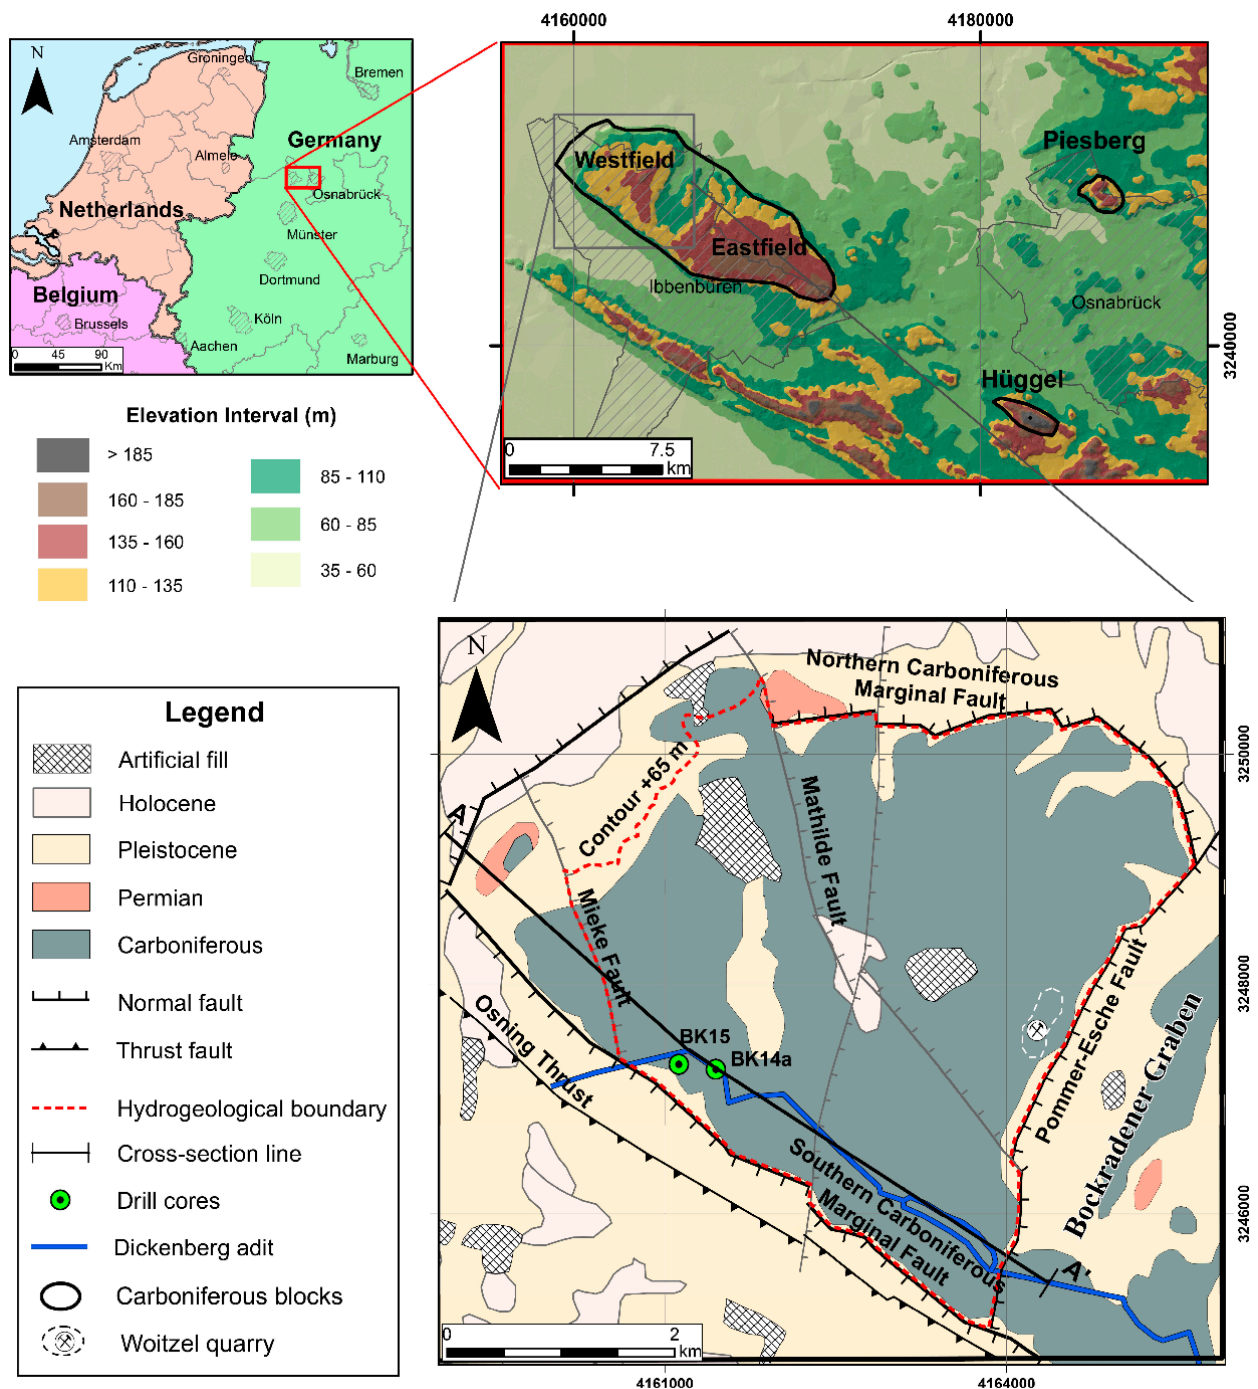 4160000
4180000
N
Groningen
Bremen
Amsterdam
Almelo
Germany
Osnabrück
Netherlands
Münster
Dortmund
Belgium
Brussels
Köln
Aachen
Marburg
0 45 90
Km
Westfield
Piesberg
Eastfield
Ibbenbüren
Osnabrück
Hüggel
3240000
0 7.5
km
Elevation Interval (m)
> 185
160 - 185
135 - 160
110 - 135
85 - 110
60 - 85
35 - 60
Legend
Artificial fill
Holocene
Pleistocene
Permian
Carboniferous
Normal fault
Thrust fault
Hydrogeological boundary
Cross-section line
Drill cores
Dickenberg adit
Carboniferous blocks
Woitzel quarry
N
Northern Carboniferous
Marginal Fault
Contour +65 m
A
Mathilde Fault
Mieke Fault
Osning Thrust
BK15
BK14a
Pommer-Esche Fault
Bockradener Graben
Southern Carboniferous
Marginal Fault
A'
3250000
3248000
3246000
0 2
km
4161000
4164000